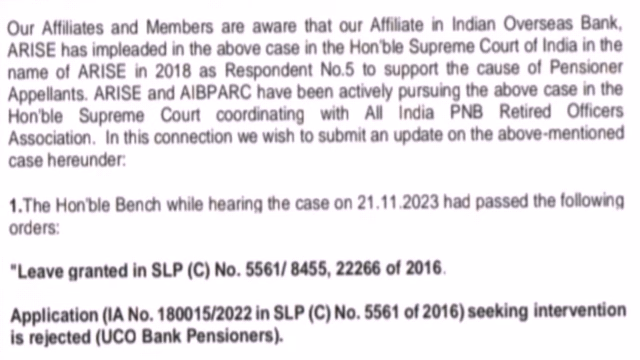 Our Affiliates and Members are aware that our Affiliate in Indian Overseas Bank,
ARISE has impleaded in the above case in the Hon'ble Supreme Court of India in the
name of ARISE in 2018 as Respondent No.5 to support the cause of Pensioner
Appellants. ARISE and AIBPARC have been actively pursuing the above case in the
Hon'ble Supreme Court coordinating with All India PNB Retired Officers
Association. In this connection we wish to submit an update on the above-mentioned
case hereunder:
1.The Hon'ble Bench while hearing the case on 21.11.2023 had passed the following
orders:
"Leave granted in SLP (C) No. 5561/ 8455, 22266 of 2016.
Application (IA No. 180015/2022 in SLP (C) No. 5561 of 2016) seeking intervention
is rejected (UCO Bank Pensioners).